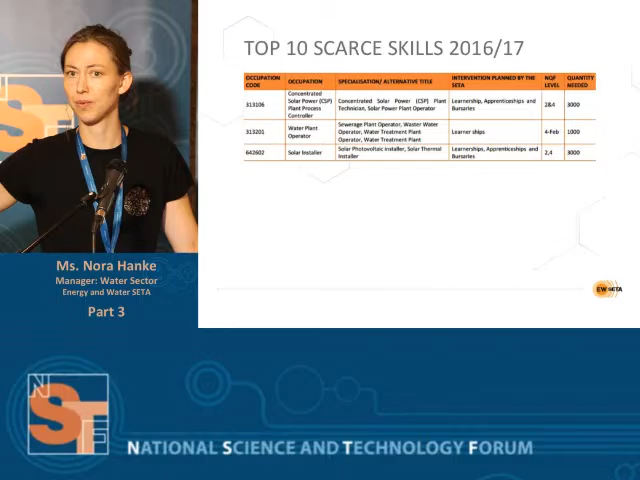 TOP 10 SCARCE SKILLS 2016/17
OCCUPATION CODE
OCCUPATION
SPECIALISATION/ ALTERNATIVE TITLE
INTERVENTION PLANNED BY THE SETA
NQF LEVEL
QUANTITY NEEDED
313106
Concentrated Solar Power (CSP) Plant Process Controller
Concentrated Solar Power (CSP) Plant Technician, Solar Power Plant Operator
Learnership, Apprenticeships and Bursaries
2&4
3000
313201
Water Plant Operator
Sewerage Plant Operator, Waster Water Operator, Water Treatment Plant Operator, Water Treatment Plant
Learner ships
4-Feb
1000
642602
Solar Installer
Solar Photovoltaic Installer, Solar Thermal Installer
Learnerships, Apprenticeships and Bursaries
2,4
3000
EWSETA
Ms. Nora Hanke
Manager: Water Sector
Energy and Water SETA
Part 3
NSTF
NATIONAL SCIENCE AND TECHNOLOGY FORUM